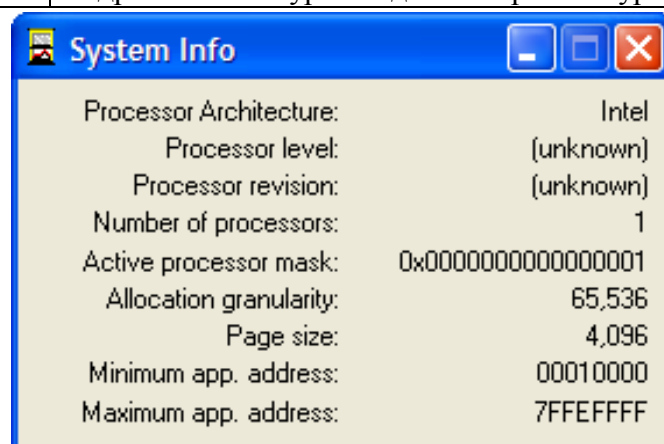 System Info
Processor Architecture: Intel
Processor level: (unknown)
Processor revision: (unknown)
Number of processors: 1
Active processor mask: 0x0000000000000001
Allocation granularity: 65,536
Page size: 4,096
Minimum app. address: 00010000
Maximum app. address: 7FFEFFFF